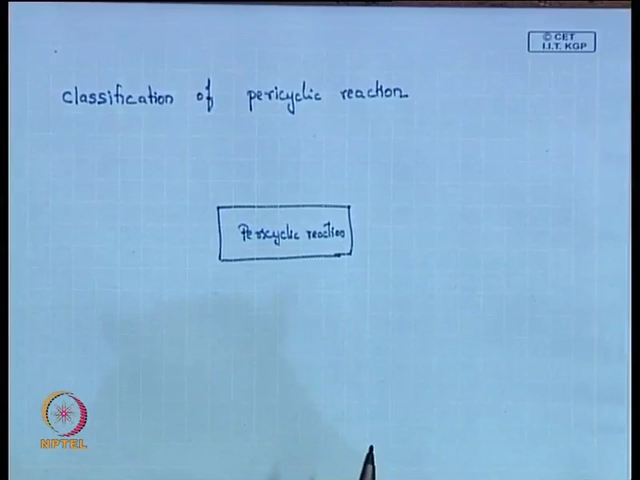 © CET
I.I.T. KGP
classification of pericyclic reaction
Pericyclic reaction
NPTEL